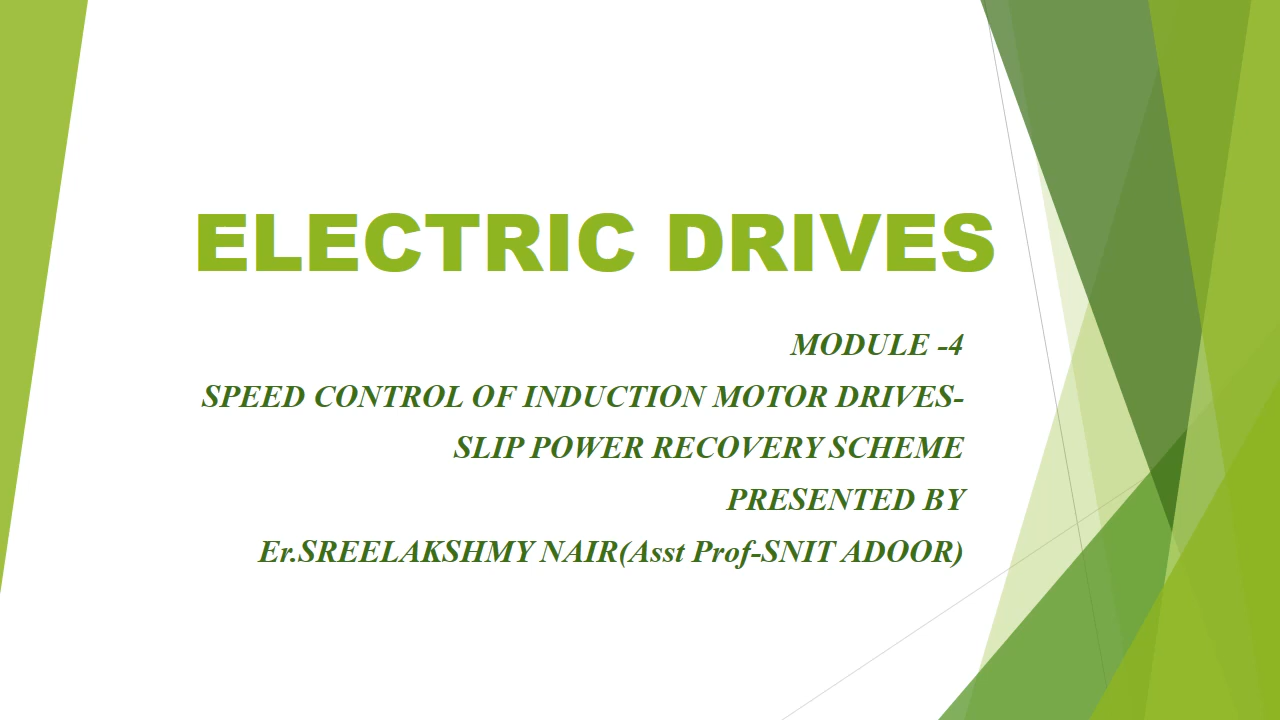 ELECTRIC DRIVES
MODULE -4
SPEED CONTROL OF INDUCTION MOTOR DRIVES-
SLIP POWER RECOVERY SCHEME
PRESENTED BY
Er.SREELAKSHMY NAIR(Asst Prof-SNIT ADOOR)